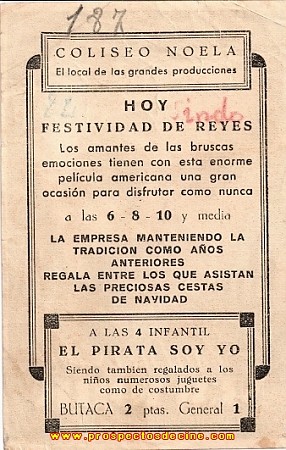 187
COLISEO NOELA
El local de las grandes producciones
HOY
FESTIVIDAD DE REYES
Los amantes de las bruscas
emociones tienen con esta enorme
película americana una gran
ocasión para disfrutar como nunca
a las 6 - 8 - 10 y media
LA EMPRESA MANTENIENDO LA
TRADICION COMO AÑOS
ANTERIORES
REGALA ENTRE LOS QUE ASISTAN
LAS PRECIOSAS CESTAS
DE NAVIDAD
A LAS 4 INFANTIL
EL PIRATA SOY YO
Siendo tambien regalados a los
niños numerosos juguetes
como de costumbre
BUTACA 2 ptas. General 1
www.prospectosdecine.com